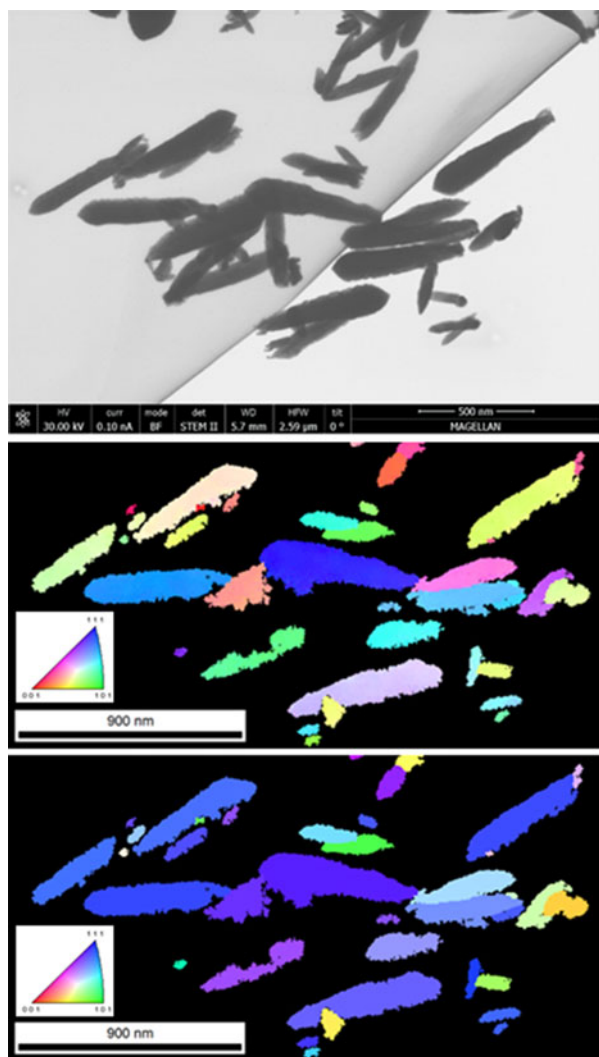 HV curr mode det WD HFW tilt 500 nm
30.00 kV 0.10 nA BF STEM II 5.7 mm 2.59 µm 0 ° MAGELLAN
1 1 1
0 0 1 1 0 1
900 nm
1 1 1
0 0 1 1 0 1
900 nm